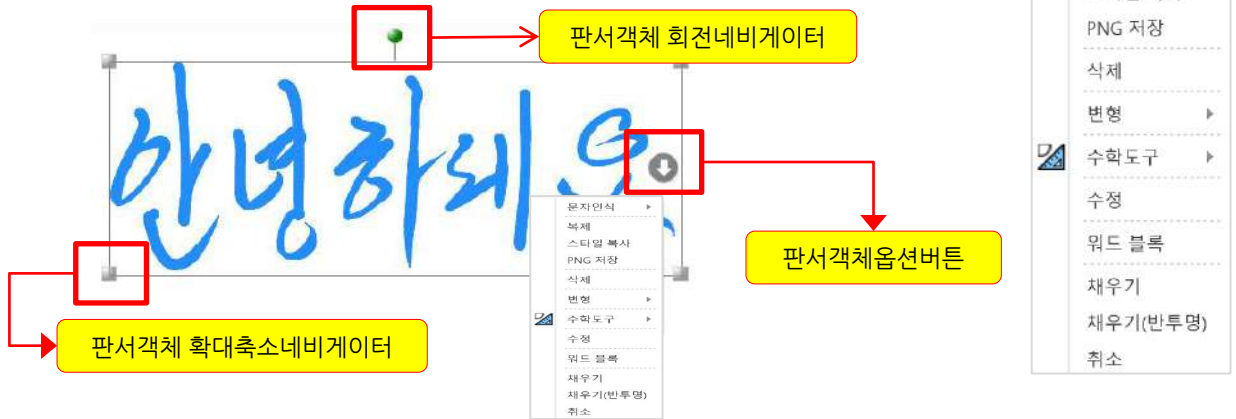 판서객체 회전네비게이터
안녕하세요
판서객체옵션버튼
판서객체 확대축소네비게이터
문자인식
복제
스타일 복사
PNG 저장
삭제
변형
수학도구
수정
워드 블록
채우기
채우기(반투명)
취소
PNG 저장
삭제
변형
수학도구
수정
워드 블록
채우기
채우기(반투명)
취소